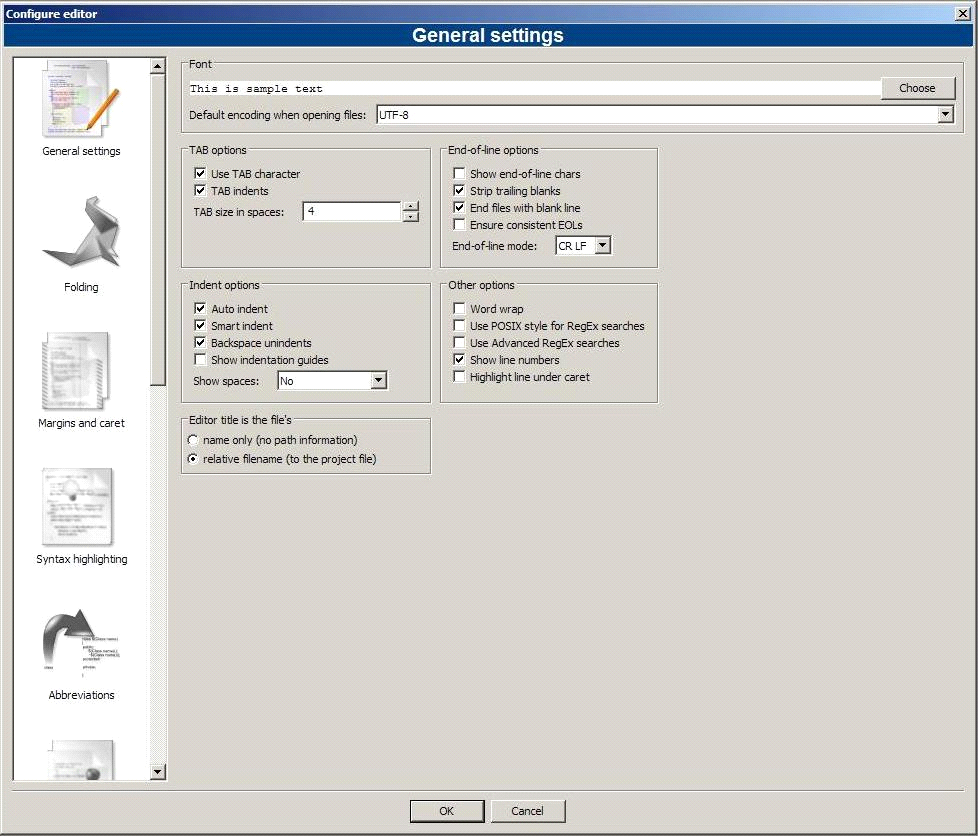 Configure editor
General settings
General settings
Folding
Margins and caret
Syntax highlighting
Abbreviations
Font
This is sample text
Choose
Default encoding when opening files:
UTF-8
TAB options
Use TAB character
TAB indents
TAB size in spaces:
4
End-of-line options
Show end-of-line chars
Strip trailing blanks
End files with blank line
Ensure consistent EOLs
End-of-line mode:
CR LF
Indent options
Auto indent
Smart indent
Backspace unindents
Show indentation guides
Show spaces:
No
Other options
Word wrap
Use POSIX style for RegEx searches
Use Advanced RegEx searches
Show line numbers
Highlight line under caret
Editor title is the file's
name only (no path information)
relative filename (to the project file)
OK
Cancel